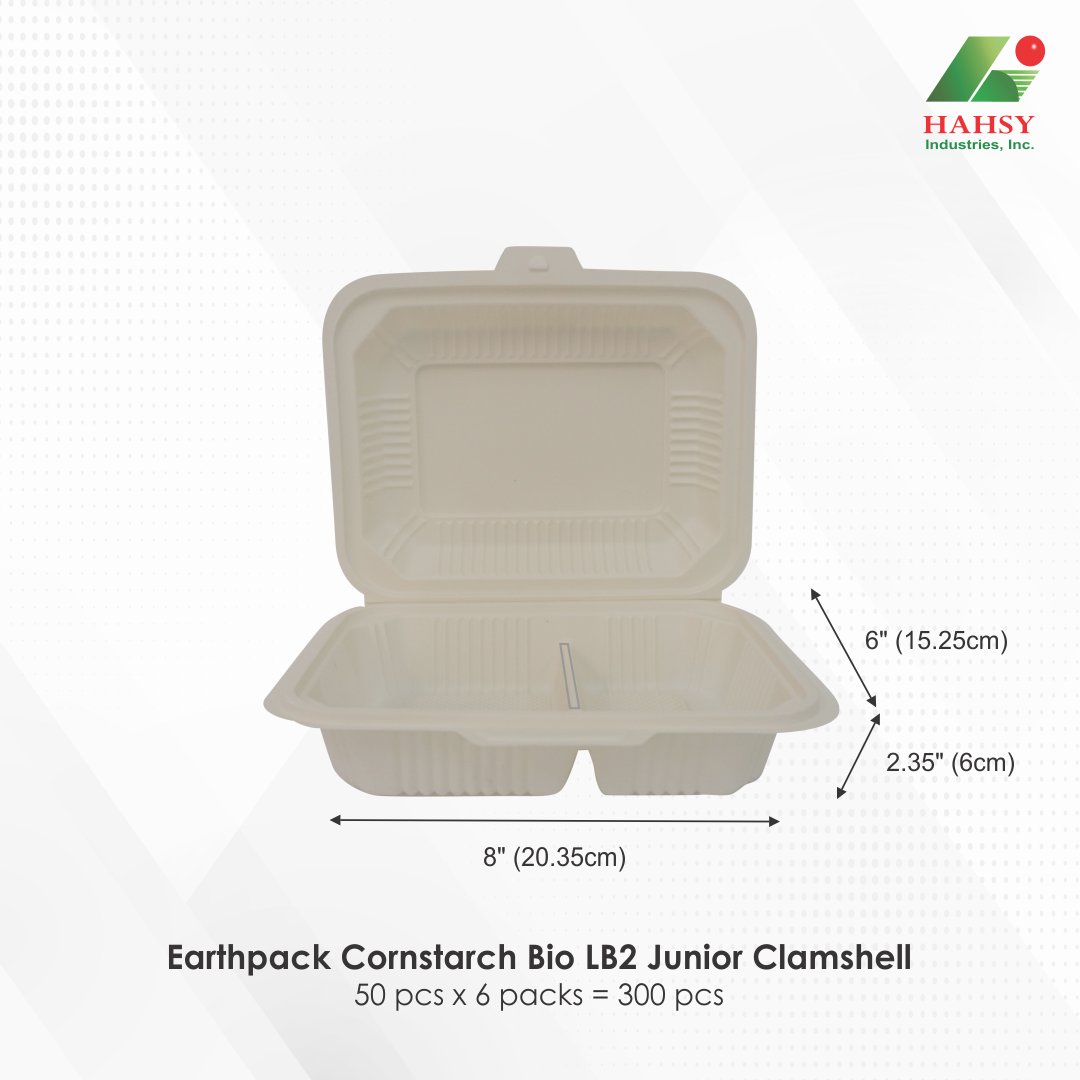 HAHSY
Industries, Inc.
6" (15.25cm)
2.35" (6cm)
8" (20.35cm)
Earthpack Cornstarch Bio LB2 Junior Clamshell
50 pcs x 6 packs = 300 pcs